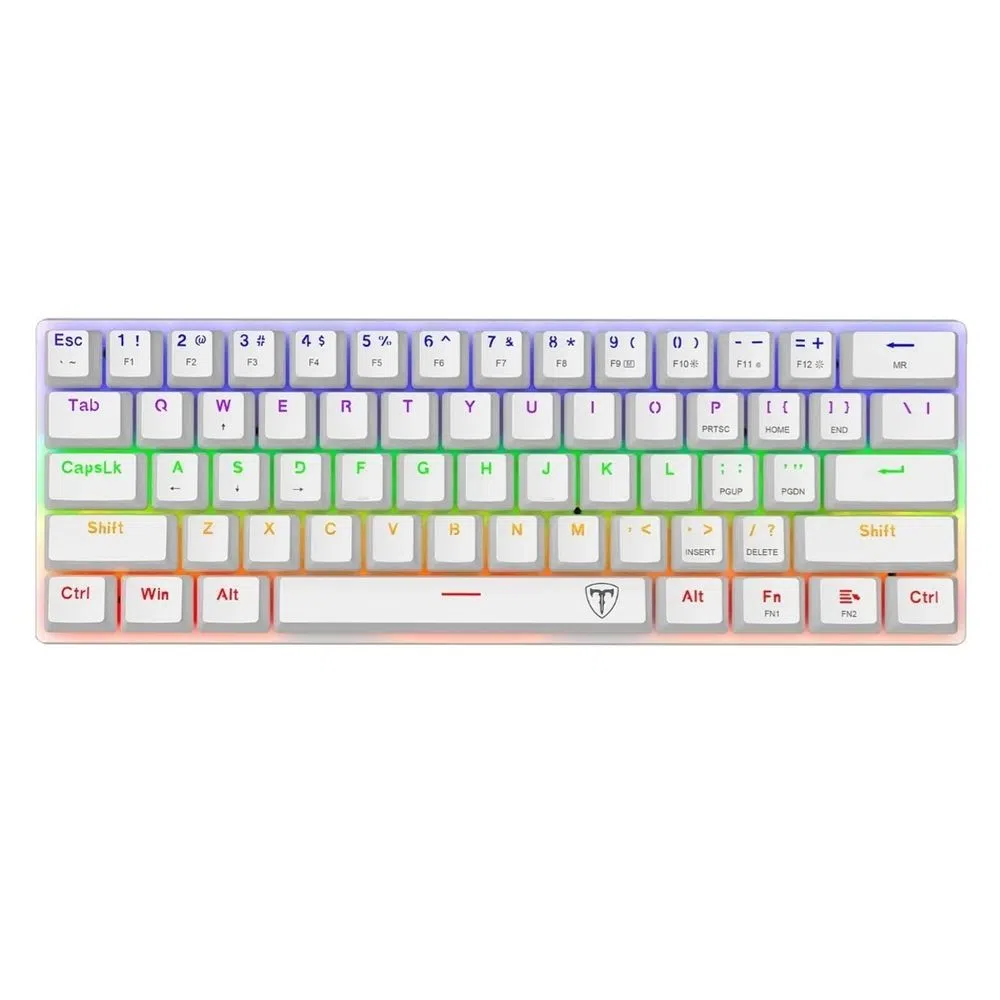 Esc 1 ! 2 @ 3 # 4 $ 5 % 6 ^ 7 & 8 * 9 ( 0 ) - - = + ←
` ~ F1 F2 F3 F4 F5 F6 F7 F8 F9 F10 F11 F12 MR
Tab Q W E R T Y U I O P [ { ] } \ |
↑ PRTSC HOME END
CapsLk A S D F G H J K L ; : ' " ↵
← ↓ → PGUP PGDN
Shift Z X C V B N M , < . > / ? Shift
INSERT DELETE
Ctrl Win Alt — Alt Fn Ctrl
FN1 FN2